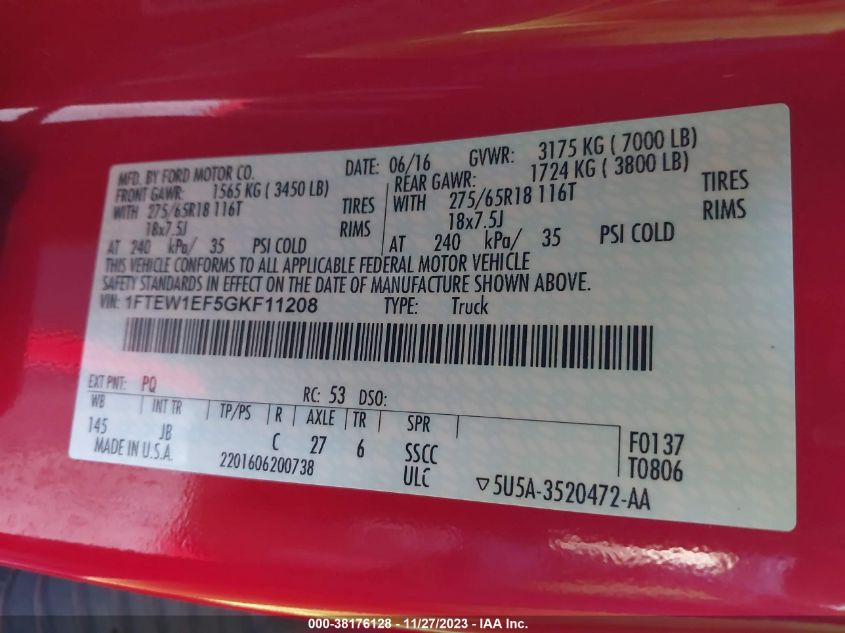 MFD. BY FORD MOTOR CO. DATE: 06/16 GVWR: 3175 KG ( 7000 LB)
FRONT GAWR: 1565 KG ( 3450 LB) REAR GAWR: 1724 KG ( 3800 LB)
WITH 275/65R18 116T TIRES WITH 275/65R18 116T TIRES
18x7.5J RIMS 18x7.5J RIMS
AT 240 kPa/ 35 PSI COLD AT 240 kPa/ 35 PSI COLD
THIS VEHICLE CONFORMS TO ALL APPLICABLE FEDERAL MOTOR VEHICLE
SAFETY STANDARDS IN EFFECT ON THE DATE OF MANUFACTURE SHOWN ABOVE.
VIN: 1FTEW1EF5GKF11208 TYPE: Truck
EXT PNT: PQ RC: 53 DSO:
WB INT TR TP/PS R AXLE TR SPR
145 JB C 27 6 SSCC F0137
MADE IN U.S.A. 2201606200738 ULC T0806
▽5U5A-3520472-AA
000-38176128 - 11/27/2023 - IAA Inc.